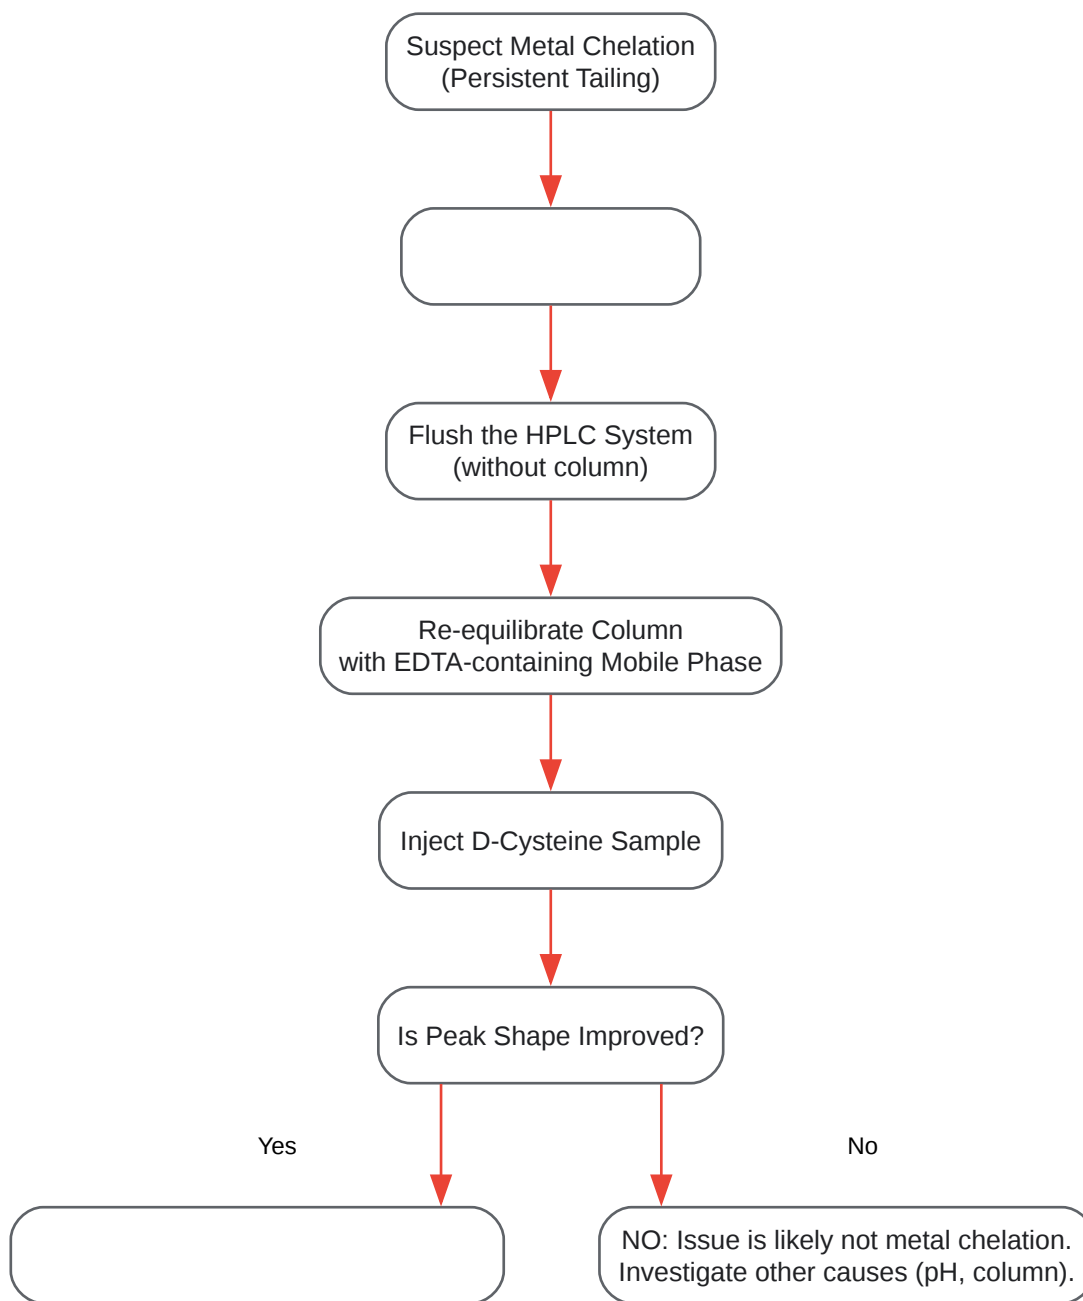 Suspect Metal Chelation
(Persistent Tailing)
Flush the HPLC System
(without column)
Re-equilibrate Column
with EDTA-containing Mobile Phase
Inject D-Cysteine Sample
Is Peak Shape Improved?
Yes
No
NO: Issue is likely not metal chelation.
Investigate other causes (pH, column).